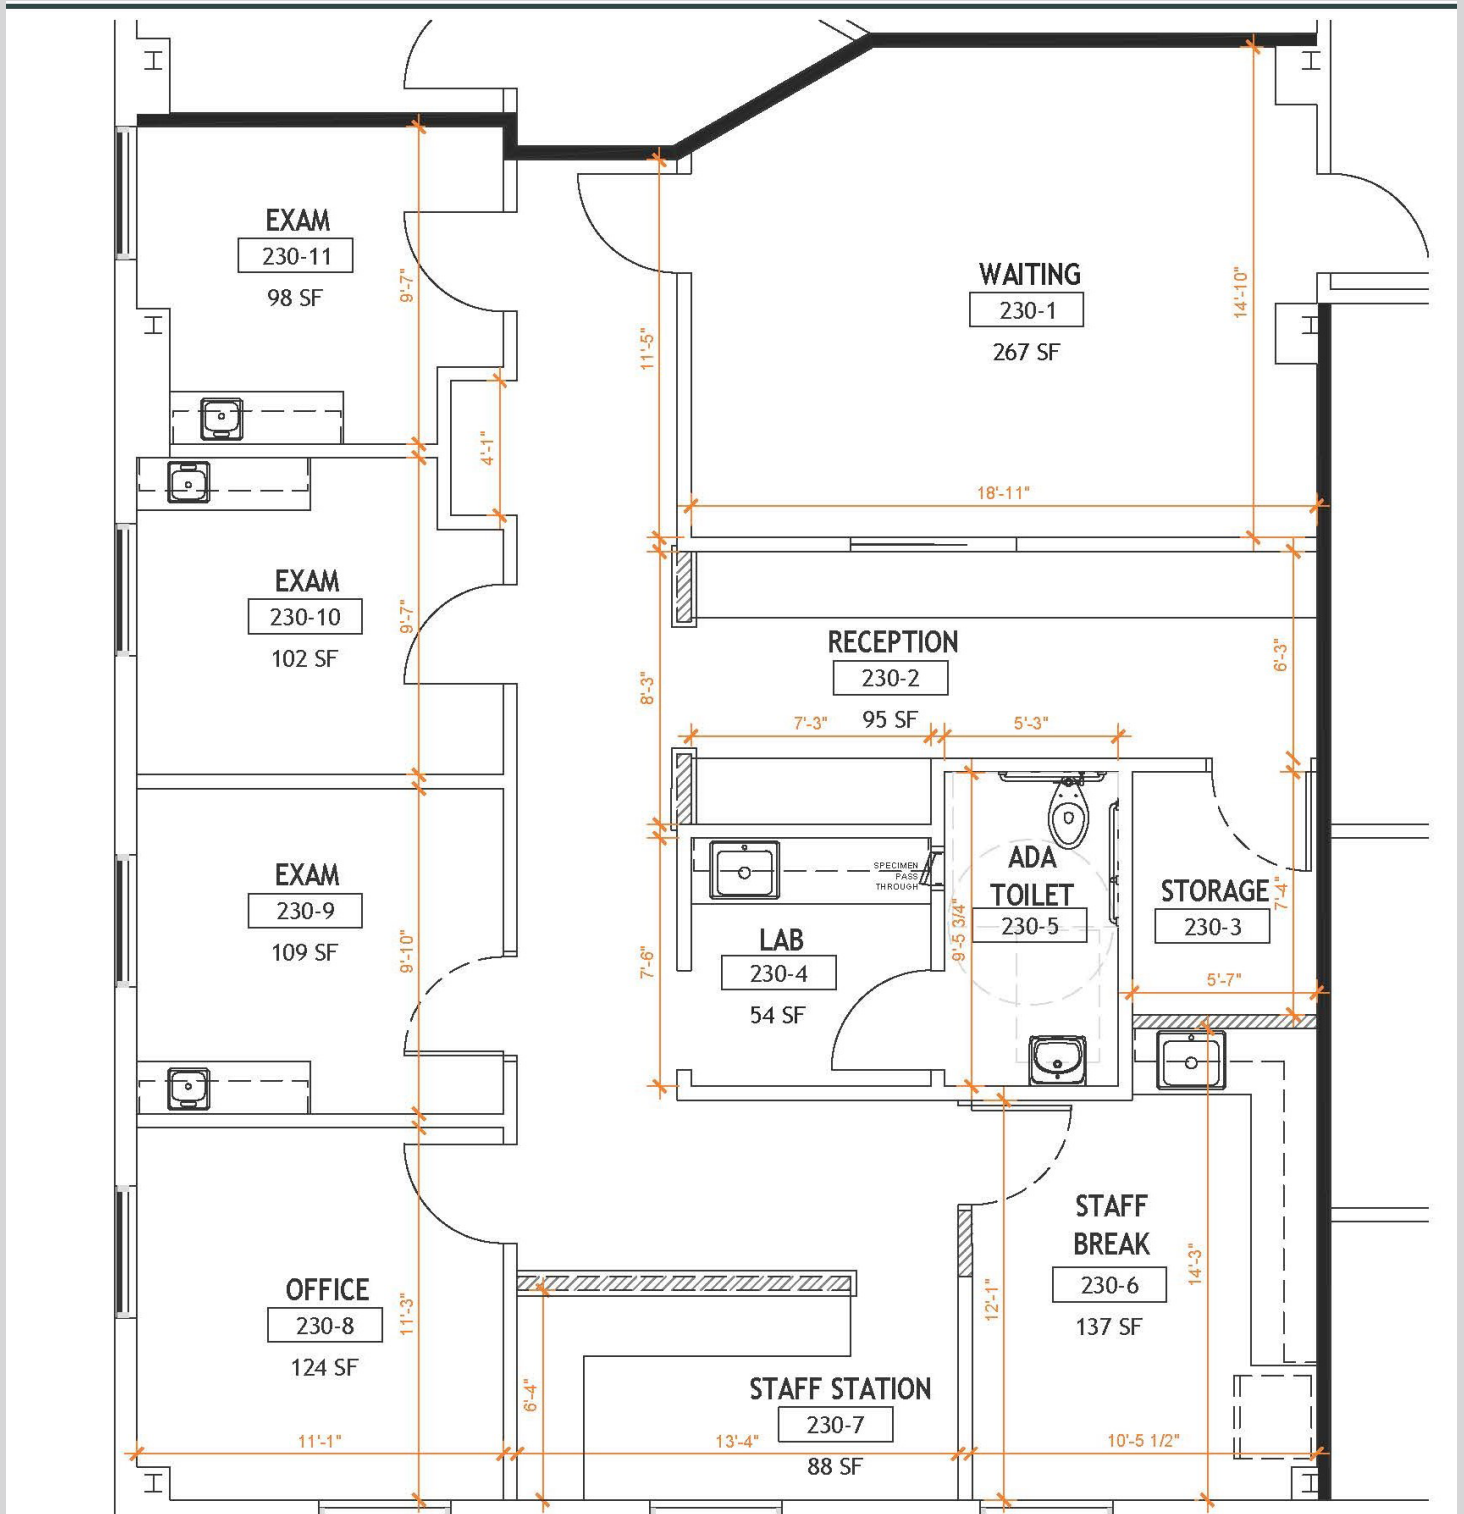 EXAM
230-11
98 SF
9'-7"
WAITING
230-1
267 SF
14'-10"
11'-5"
4'-1"
18'-11"
EXAM
230-10
102 SF
9'-7"
RECEPTION
230-2
95 SF
6'-3"
8'-3"
7'-3"
5'-3"
EXAM
230-9
109 SF
9'-10"
SPECIMEN
PASS
THROUGH
LAB
230-4
54 SF
7'-6"
ADA
TOILET
230-5
9'-5 3/4"
STORAGE
230-3
7'-4"
5'-7"
OFFICE
230-8
124 SF
11'-3"
11'-1"
STAFF
BREAK
230-6
137 SF
14'-3"
12'-1"
10'-5 1/2"
STAFF STATION
230-7
88 SF
6'-4"
13'-4"